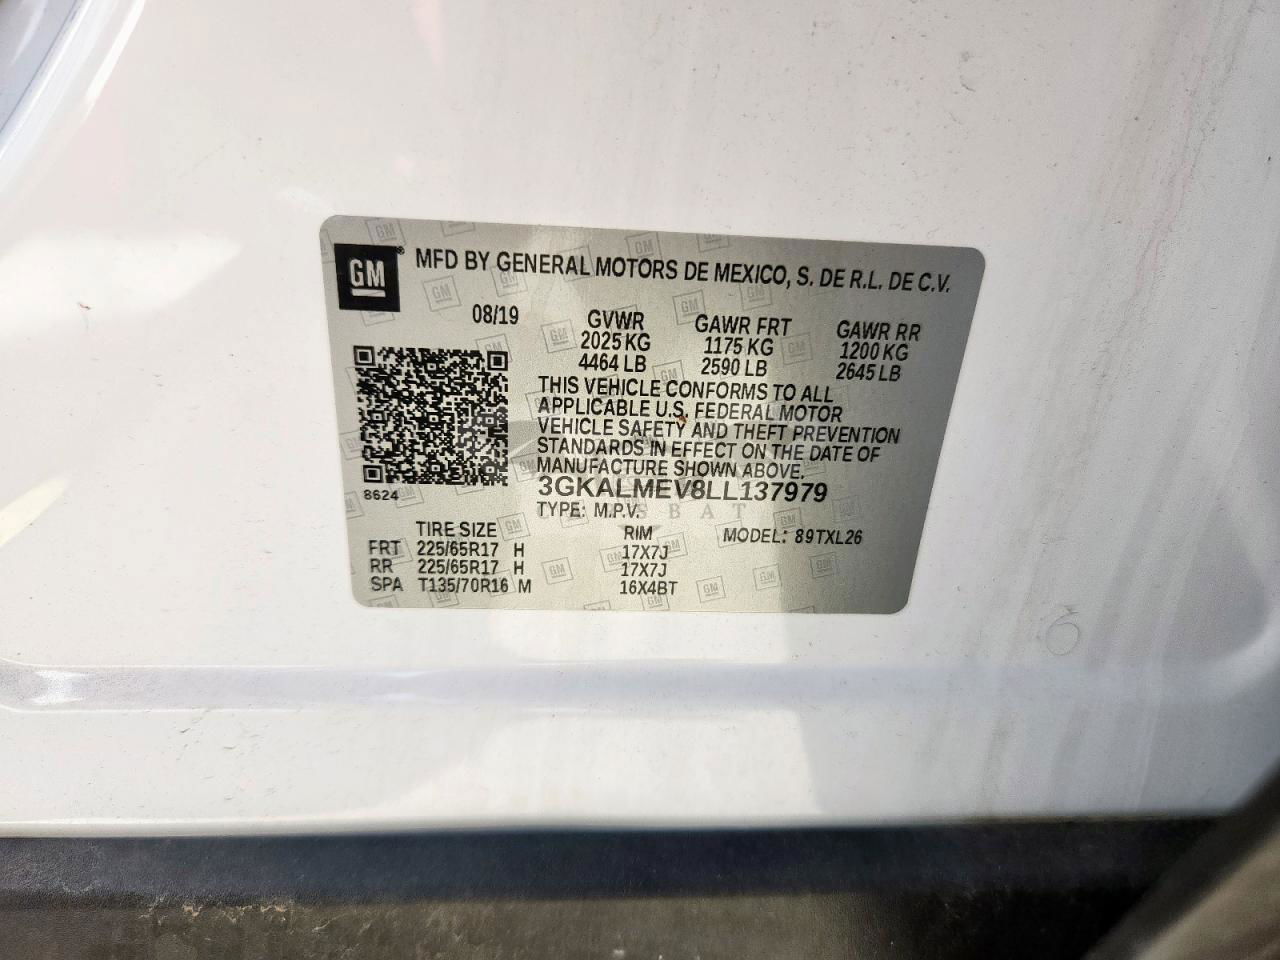 GM
MFD BY GENERAL MOTORS DE MEXICO, S. DE R.L. DE C.V.
08/19 GVWR GAWR FRT GAWR RR
2025 KG 1175 KG 1200 KG
4464 LB 2590 LB 2645 LB
THIS VEHICLE CONFORMS TO ALL
APPLICABLE U.S. FEDERAL MOTOR
VEHICLE SAFETY AND THEFT PREVENTION
STANDARDS IN EFFECT ON THE DATE OF
MANUFACTURE SHOWN ABOVE.
8624
3GKALMEV8LL137979
TYPE: M.P.V.
TIRE SIZE RIM MODEL: 89TXL26
FRT 225/65R17 H 17X7J
RR 225/65R17 H 17X7J
SPA T135/70R16 M 16X4BT